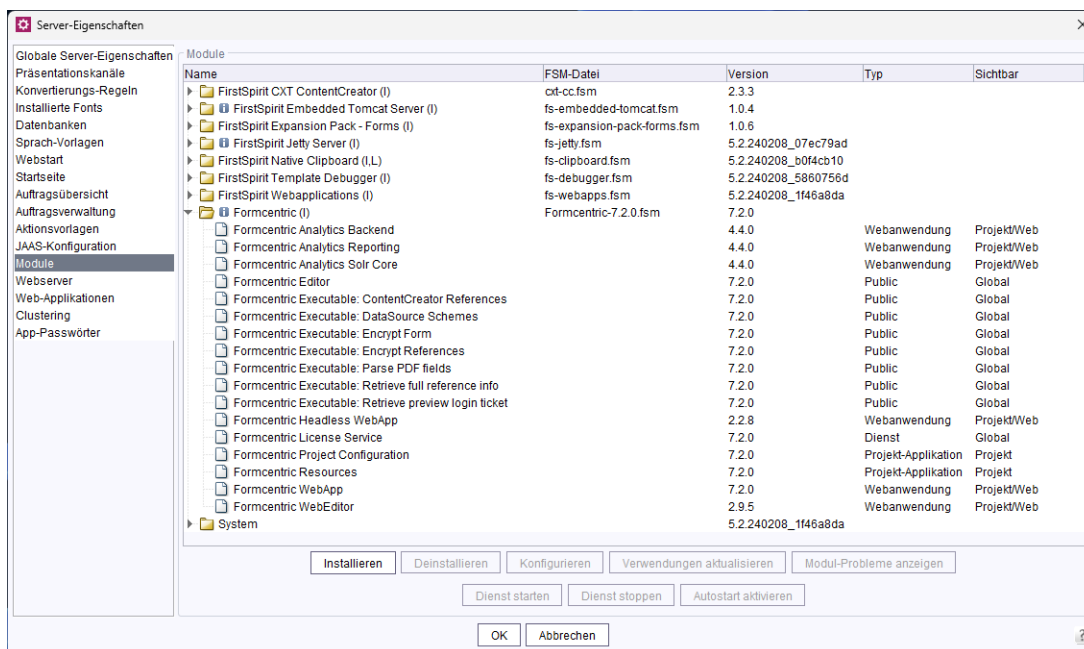 Server-Eigenschaften
Globale Server-Eigenschaften
Präsentationskanäle
Konvertierungs-Regeln
Installierte Fonts
Datenbanken
Sprach-Vorlagen
Webstart
Startseite
Auftragsübersicht
Auftragsverwaltung
Aktionsvorlagen
JAAS-Konfiguration
Module
Webserver
Web-Applikationen
Clustering
App-Passwörter
Module
Name FSM-Datei Version Typ Sichtbar
FirstSpirit CXT ContentCreator (I) cxt-cc.fsm 2.3.3
FirstSpirit Embedded Tomcat Server (I) fs-embedded-tomcat.fsm 1.0.4
FirstSpirit Expansion Pack - Forms (I) fs-expansion-pack-forms.fsm 1.0.6
FirstSpirit Jetty Server (I) fs-jetty.fsm 5.2.240208_07ec79ad
FirstSpirit Native Clipboard (I,L) fs-clipboard.fsm 5.2.240208_b0f4cb10
FirstSpirit Template Debugger (I) fs-debugger.fsm 5.2.240208_5860756d
FirstSpirit Webapplications (I) fs-webapps.fsm 5.2.240208_1f46a8da
Formcentric (I) Formcentric-7.2.0.fsm 7.2.0
Formcentric Analytics Backend 4.4.0 Webanwendung Projekt/Web
Formcentric Analytics Reporting 4.4.0 Webanwendung Projekt/Web
Formcentric Analytics Solr Core 4.4.0 Webanwendung Projekt/Web
Formcentric Editor 7.2.0 Public Global
Formcentric Executable: ContentCreator References 7.2.0 Public Global
Formcentric Executable: DataSource Schemes 7.2.0 Public Global
Formcentric Executable: Encrypt Form 7.2.0 Public Global
Formcentric Executable: Encrypt References 7.2.0 Public Global
Formcentric Executable: Parse PDF fields 7.2.0 Public Global
Formcentric Executable: Retrieve full reference info 7.2.0 Public Global
Formcentric Executable: Retrieve preview login ticket 7.2.0 Public Global
Formcentric Headless WebApp 2.2.8 Webanwendung Projekt/Web
Formcentric License Service 7.2.0 Dienst Global
Formcentric Project Configuration 7.2.0 Projekt-Applikation Projekt
Formcentric Resources 7.2.0 Projekt-Applikation Projekt
Formcentric WebApp 7.2.0 Webanwendung Projekt/Web
Formcentric WebEditor 2.9.5 Webanwendung Projekt/Web
System 5.2.240208_1f46a8da
Installieren Deinstallieren Konfigurieren Verwendungen aktualisieren Modul-Probleme anzeigen
Dienst starten Dienst stoppen Autostart aktivieren
OK Abbrechen